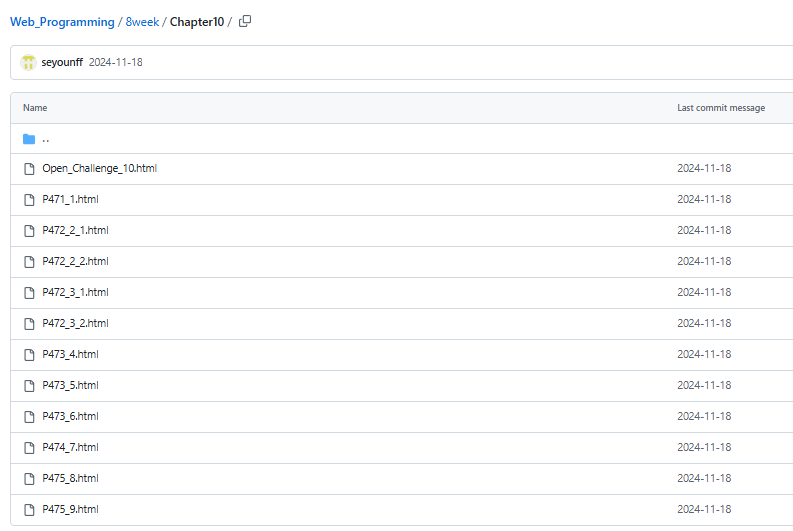 Web_Programming / 8week / Chapter10 /
seyounff 2024-11-18
Name Last commit message
..
Open_Challenge_10.html 2024-11-18
P471_1.html 2024-11-18
P472_2_1.html 2024-11-18
P472_2_2.html 2024-11-18
P472_3_1.html 2024-11-18
P472_3_2.html 2024-11-18
P473_4.html 2024-11-18
P473_5.html 2024-11-18
P473_6.html 2024-11-18
P474_7.html 2024-11-18
P475_8.html 2024-11-18
P475_9.html 2024-11-18